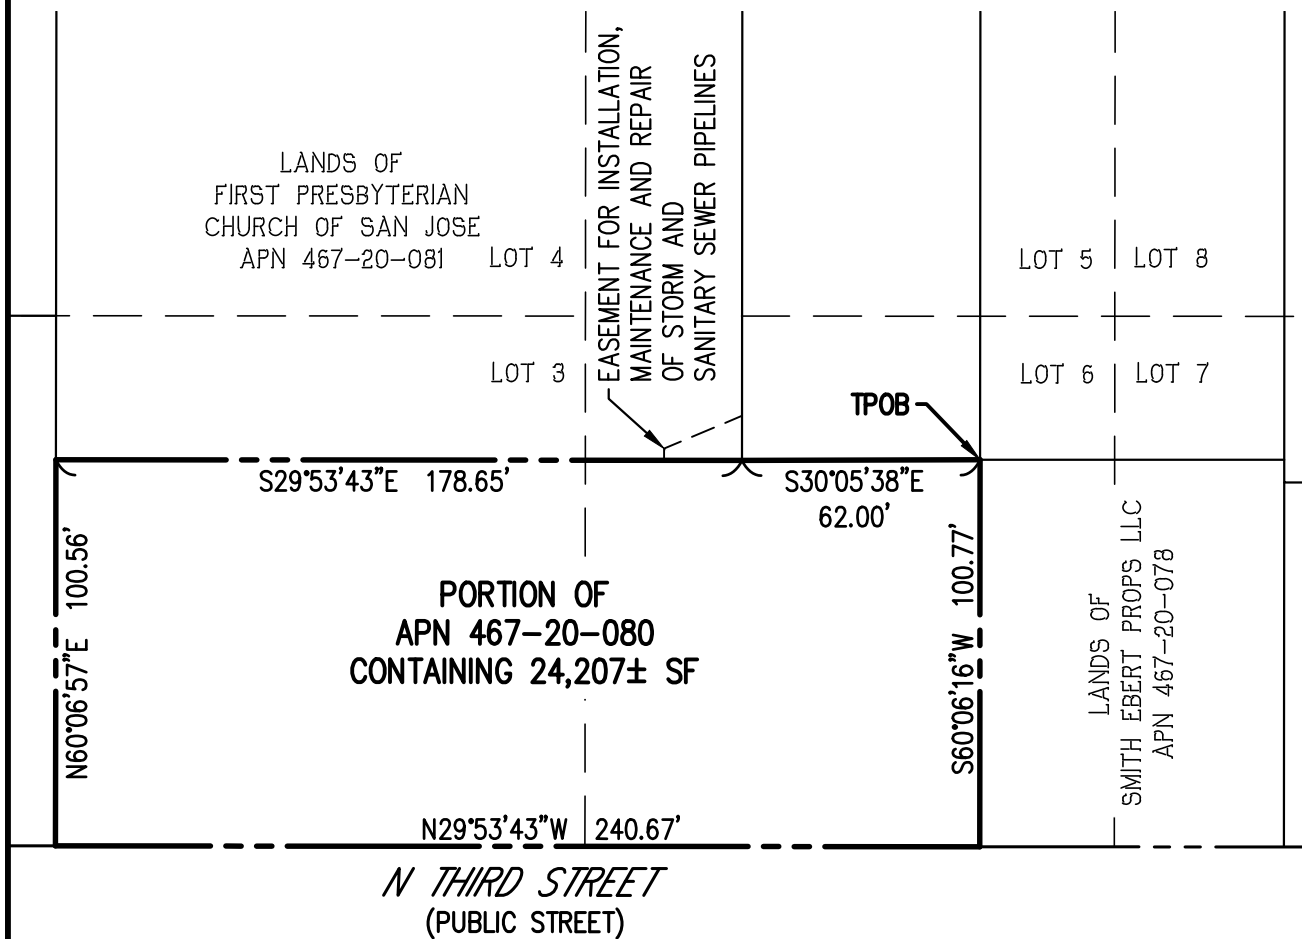 LANDS OF
FIRST PRESBYTERIAN
CHURCH OF SAN JOSE
APN 467-20-081
LOT 4
EASEMENT FOR INSTALLATION,
MAINTENANCE AND REPAIR
OF STORM AND
SANITARY SEWER PIPELINES
LOT 5
LOT 8
LOT 3
LOT 6
LOT 7
TPOB
S29°53'43"E 178.65'
S30°05'38"E
62.00'
N60°06'57"E 100.56'
PORTION OF
APN 467-20-080
CONTAINING 24,207± SF
S60°06'16"W 100.77'
LANDS OF
SMITH EBERT PROPS LLC
APN 467-20-078
N29°53'43"W 240.67'
N THIRD STREET
(PUBLIC STREET)